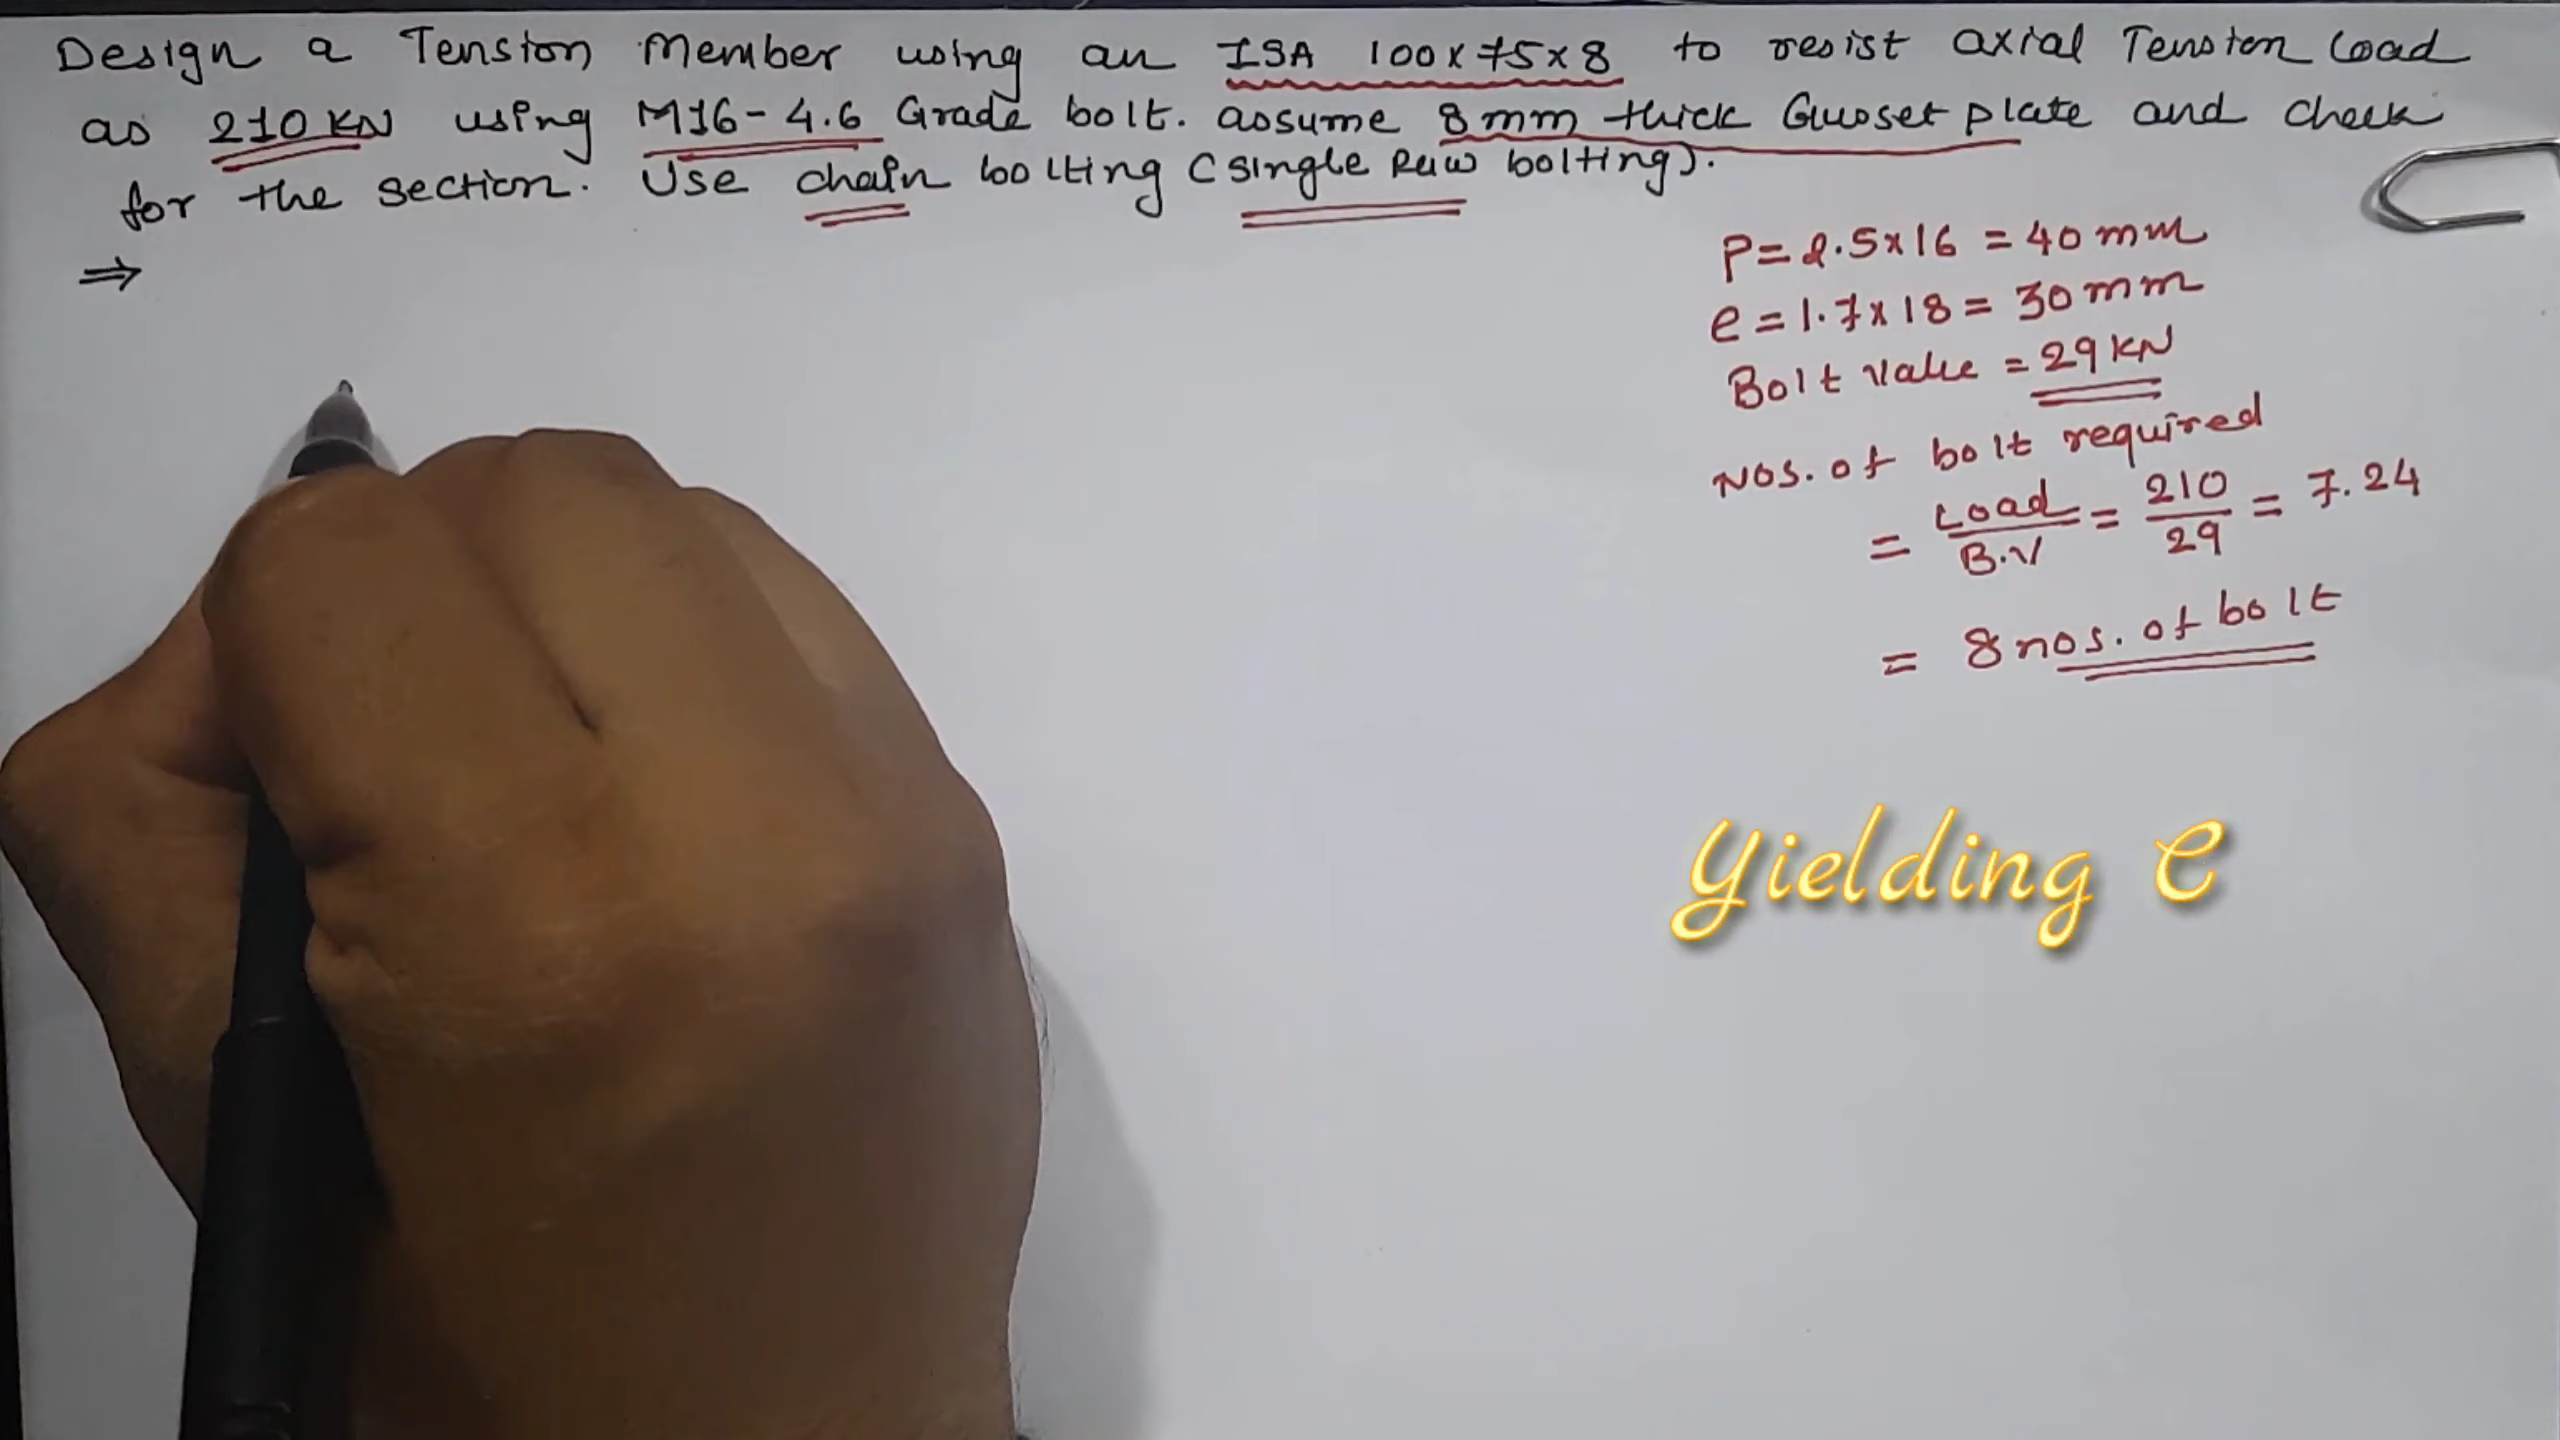 Design a Tension Member using an ISA 100x75x8 to resist axial Tension Load
as 210 KN using M16-4.6 Grade bolt. assume 8mm thick Gusset plate and check
for the section. Use chain bolting (single Raw bolting).
⇒
P = 2.5x16 = 40 mm
e = 1.7x18 = 30 mm
Bolt Value = 29 KN
Nos. of bolt required
= Load/B.V = 210/29 = 7.24
= 8 nos. of bolt
Yielding C